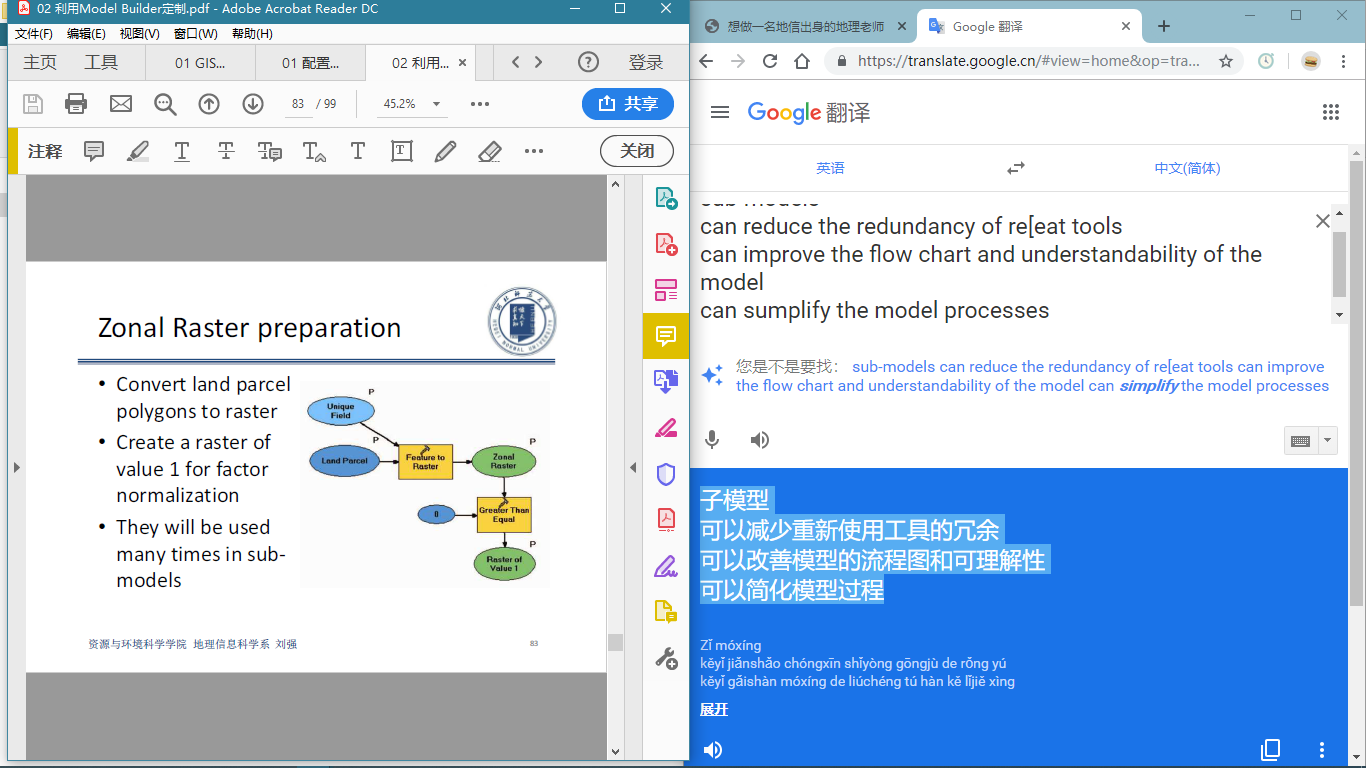 02 利用Model Builder定制.pdf - Adobe Acrobat Reader DC
文件(F) 编辑(E) 视图(V) 窗口(W) 帮助(H)
主页 工具 01 GIS... 01 配置... 02 利用... × 登录
83 / 99 45.2% 共享
注释 关闭
Zonal Raster preparation
• Convert land parcel
polygons to raster
• Create a raster of
value 1 for factor
normalization
• They will be used
many times in sub-
models
P
Unique
Field
P
Land Parcel
Feature to
Raster
P
Zonal
Raster
0
Greater Than
Equal
P
Raster of
Value 1
资源与环境科学学院 地理信息科学系 刘强
83
想做一名地信出身的地理老师
Google 翻译
https://translate.google.cn/#view=home&op=tra...
Google 翻译
英语 中文(简体)
sub-models
can reduce the redundancy of re[eat tools
can improve the flow chart and understandability of the
model
can sumplify the model processes
您是不是要找： sub-models can reduce the redundancy of re[eat tools can improve
the flow chart and understandability of the model can simplify the model processes
子模型
可以减少重新使用工具的冗余
可以改善模型的流程图和可理解性
可以简化模型过程
Zǐ móxíng
kěyǐ jiǎnshǎo chóngxīn shǐyòng gōngjù de rǒng yú
kěyǐ gǎishàn móxíng de liúchéng tú hàn kě lǐjiě xìng
展开